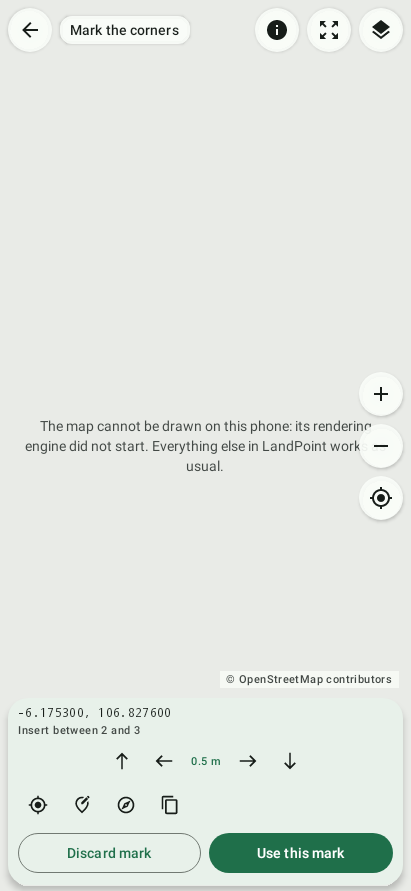 Mark the corners
The map cannot be drawn on this phone: its rendering
engine did not start. Everything else in LandPoint works
usual.
© OpenStreetMap contributors
-6.175300, 106.827600
Insert between 2 and 3
0.5 m
Discard mark
Use this mark